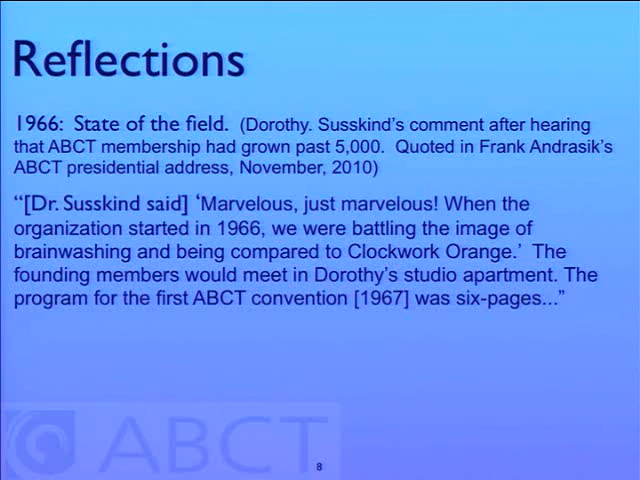 Reflections
1966:  State of the field.  (Dorothy. Susskind's comment after hearing
that ABCT membership had grown past 5,000.  Quoted in Frank Andrasik's
ABCT presidential address, November, 2010)
“[Dr. Susskind said] ‘Marvelous, just marvelous! When the
organization started in 1966, we were battling the image of
brainwashing and being compared to Clockwork Orange.’  The
founding members would meet in Dorothy's studio apartment. The
program for the first ABCT convention [1967] was six-pages...”
ABCT
8